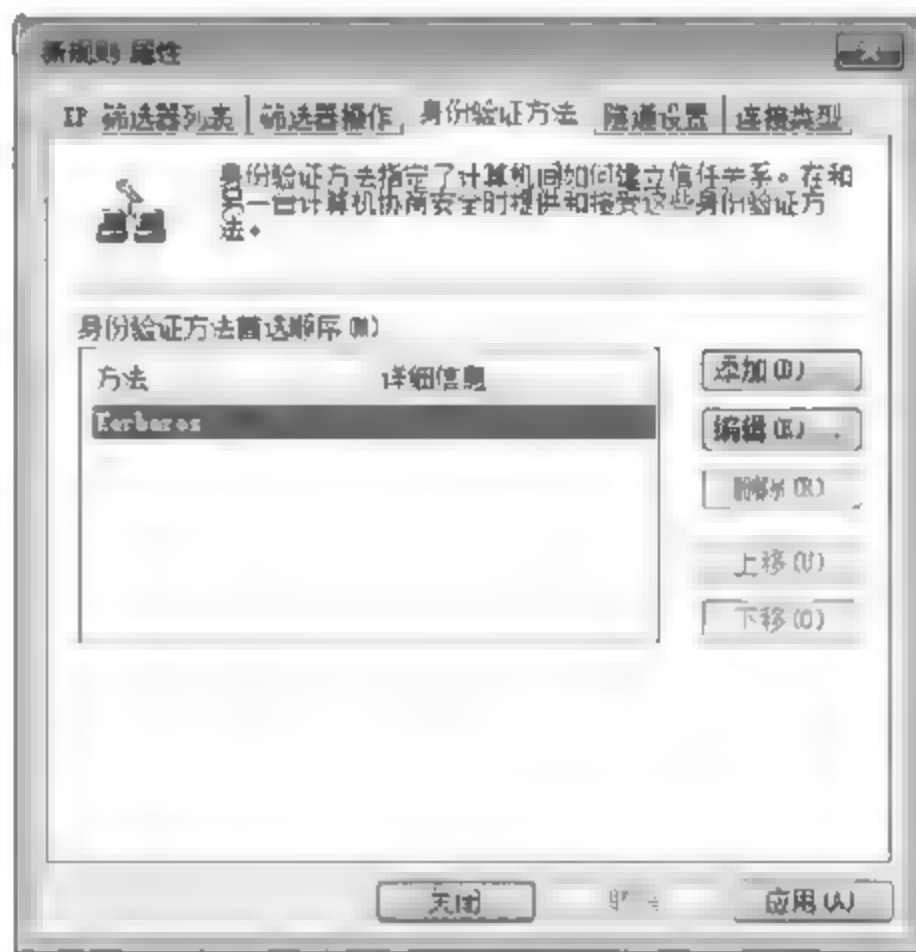 新规则 属性
IP 筛选器列表 筛选器操作 身份验证方法 隧道设置 连接类型
身份验证方法指定了计算机间如何建立信任关系。在和
另一台计算机协商安全时提供和接受这些身份验证方
法。
身份验证方法首选顺序(M)
方法 详细信息
Kerberos
添加(D)
编辑(E)
删除(R)
上移(U)
下移(O)
关闭 应用(A)